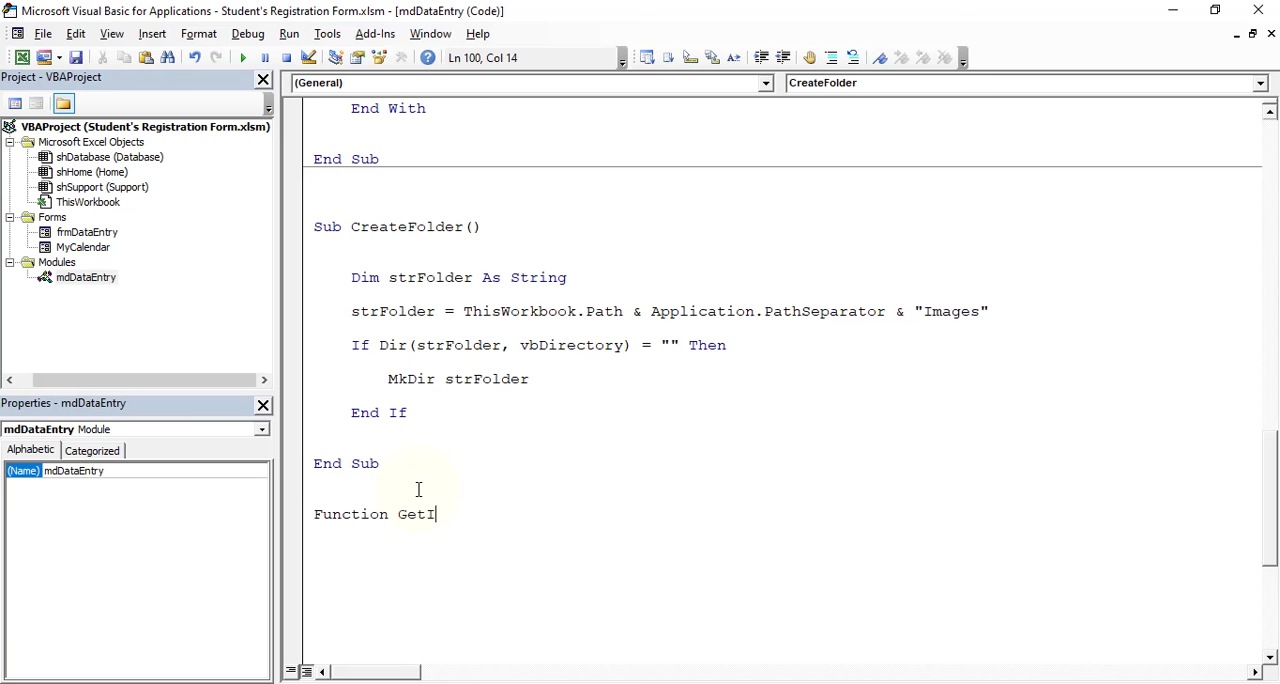 Microsoft Visual Basic for Applications - Student's Registration Form.xlsm - [mdDataEntry (Code)]
File Edit View Insert Format Debug Run Tools Add-Ins Window Help
Ln 100, Col 14
Project - VBAProject
VBAProject (Student's Registration Form.xlsm)
Microsoft Excel Objects
shDatabase (Database)
shHome (Home)
shSupport (Support)
ThisWorkbook
Forms
frmDataEntry
MyCalendar
Modules
mdDataEntry
Properties - mdDataEntry
mdDataEntry Module
Alphabetic Categorized
(Name) mdDataEntry
(General) CreateFolder
End With
End Sub
Sub CreateFolder()
Dim strFolder As String
strFolder = ThisWorkbook.Path & Application.PathSeparator & "Images"
If Dir(strFolder, vbDirectory) = "" Then
MkDir strFolder
End If
End Sub
Function GetI